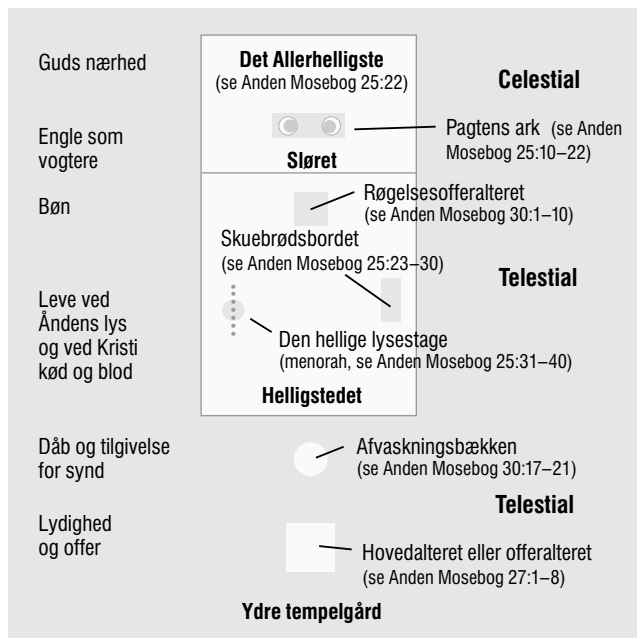 Guds nærhed
Det Allerhelligste
(se Anden Mosebog 25:22)
Celestial
Pagtens ark (se Anden
Mosebog 25:10–22)
Engle som
vogtere
Sløret
Bøn
Røgelsesofferalteret
(se Anden Mosebog 30:1–10)
Skuebrødsbordet
(se Anden Mosebog 25:23–30)
Telestial
Leve ved
Åndens lys
og ved Kristi
kød og blod
Den hellige lysestage
(menorah, se Anden Mosebog 25:31–40)
Helligstedet
Dåb og tilgivelse
for synd
Afvaskningsbækken
(se Anden Mosebog 30:17–21)
Telestial
Lydighed
og offer
Hovedalteret eller offeralteret
(se Anden Mosebog 27:1–8)
Ydre tempelgård